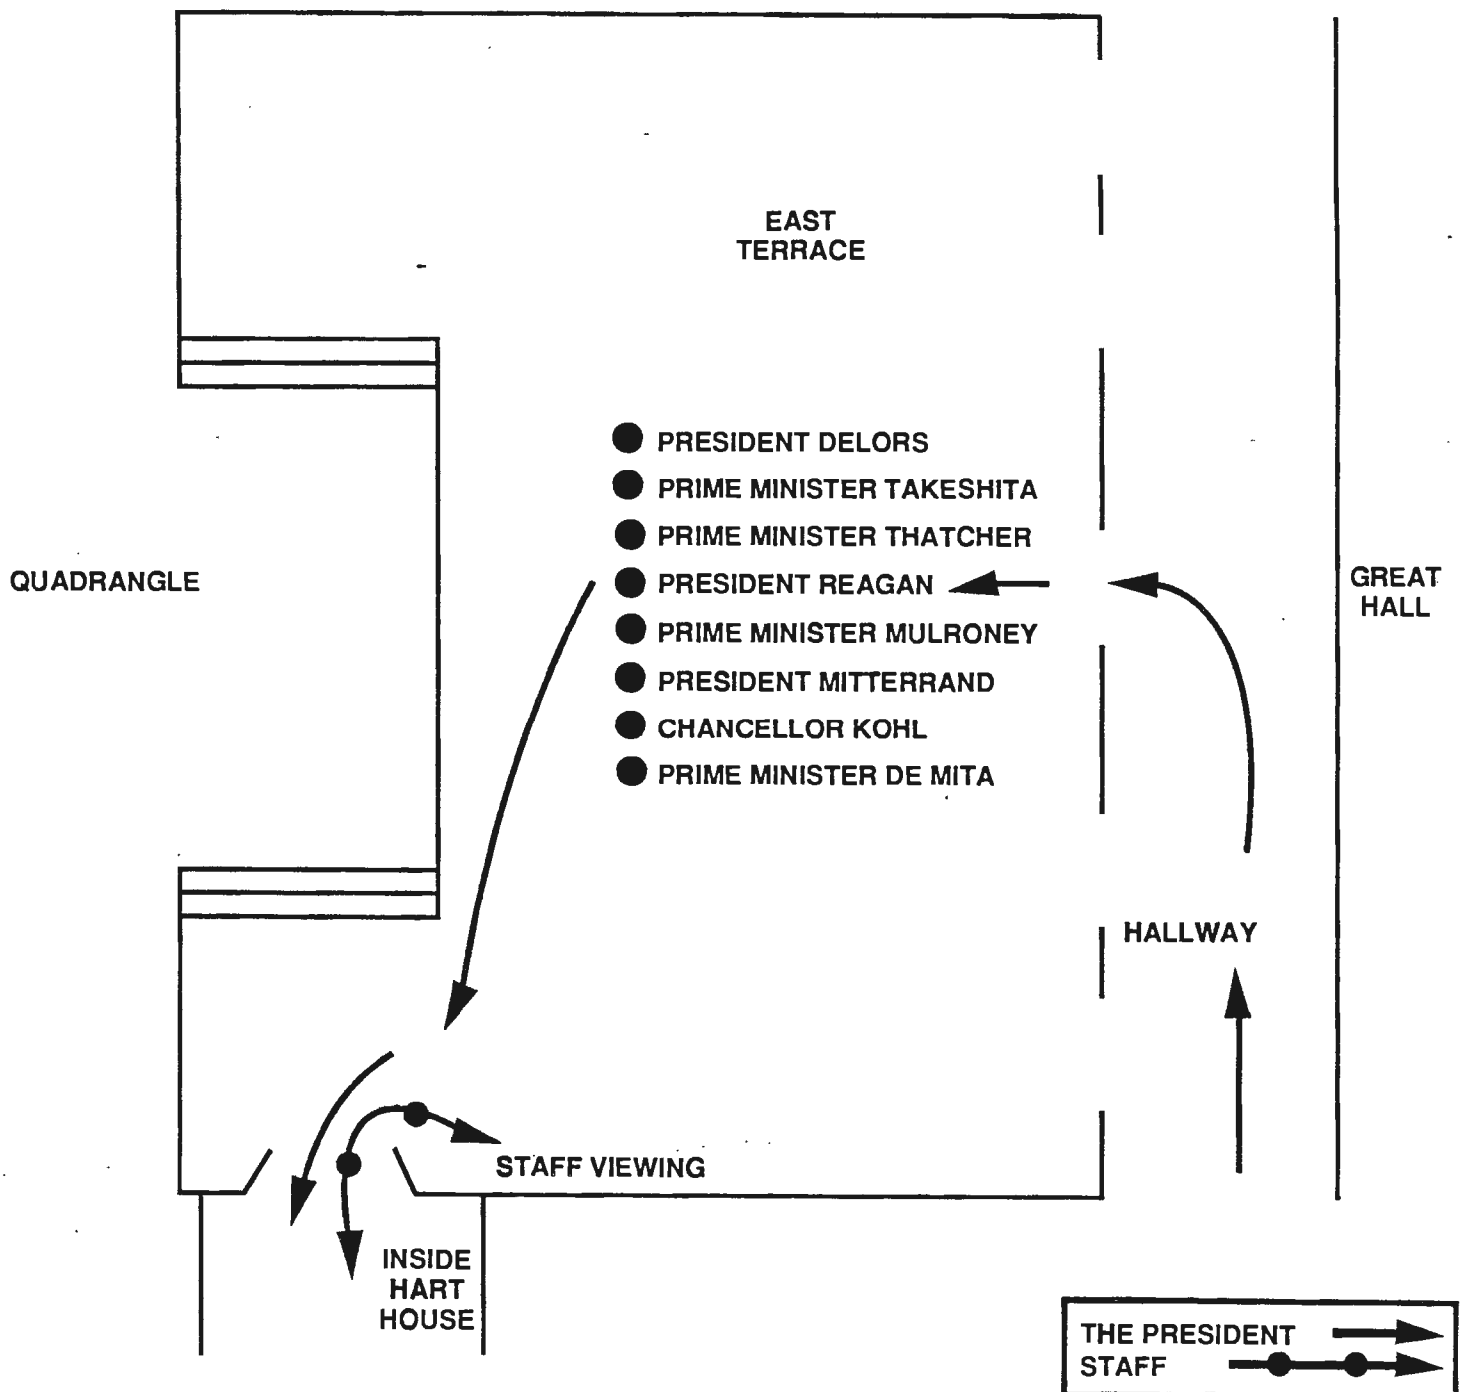 EAST
TERRACE
PRESIDENT DELORS
PRIME MINISTER TAKESHITA
PRIME MINISTER THATCHER
QUADRANGLE
PRESIDENT REAGAN
GREAT
HALL
PRIME MINISTER MULRONEY
PRESIDENT MITTERRAND
CHANCELLOR KOHL
PRIME MINISTER DE MITA
HALLWAY
STAFF VIEWING
INSIDE
HART
HOUSE
THE PRESIDENT
STAFF